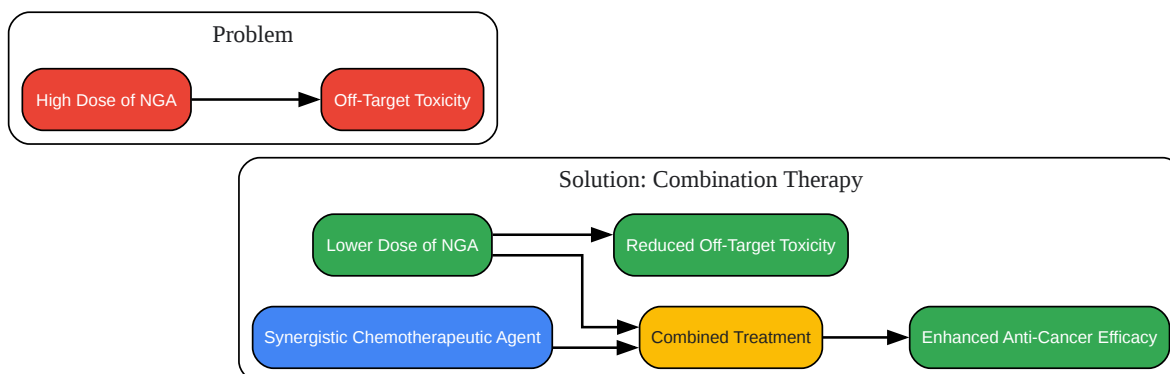 Problem
High Dose of NGA
Off-Target Toxicity
Solution: Combination Therapy
Lower Dose of NGA
Reduced Off-Target Toxicity
Synergistic Chemotherapeutic Agent
Combined Treatment
Enhanced Anti-Cancer Efficacy